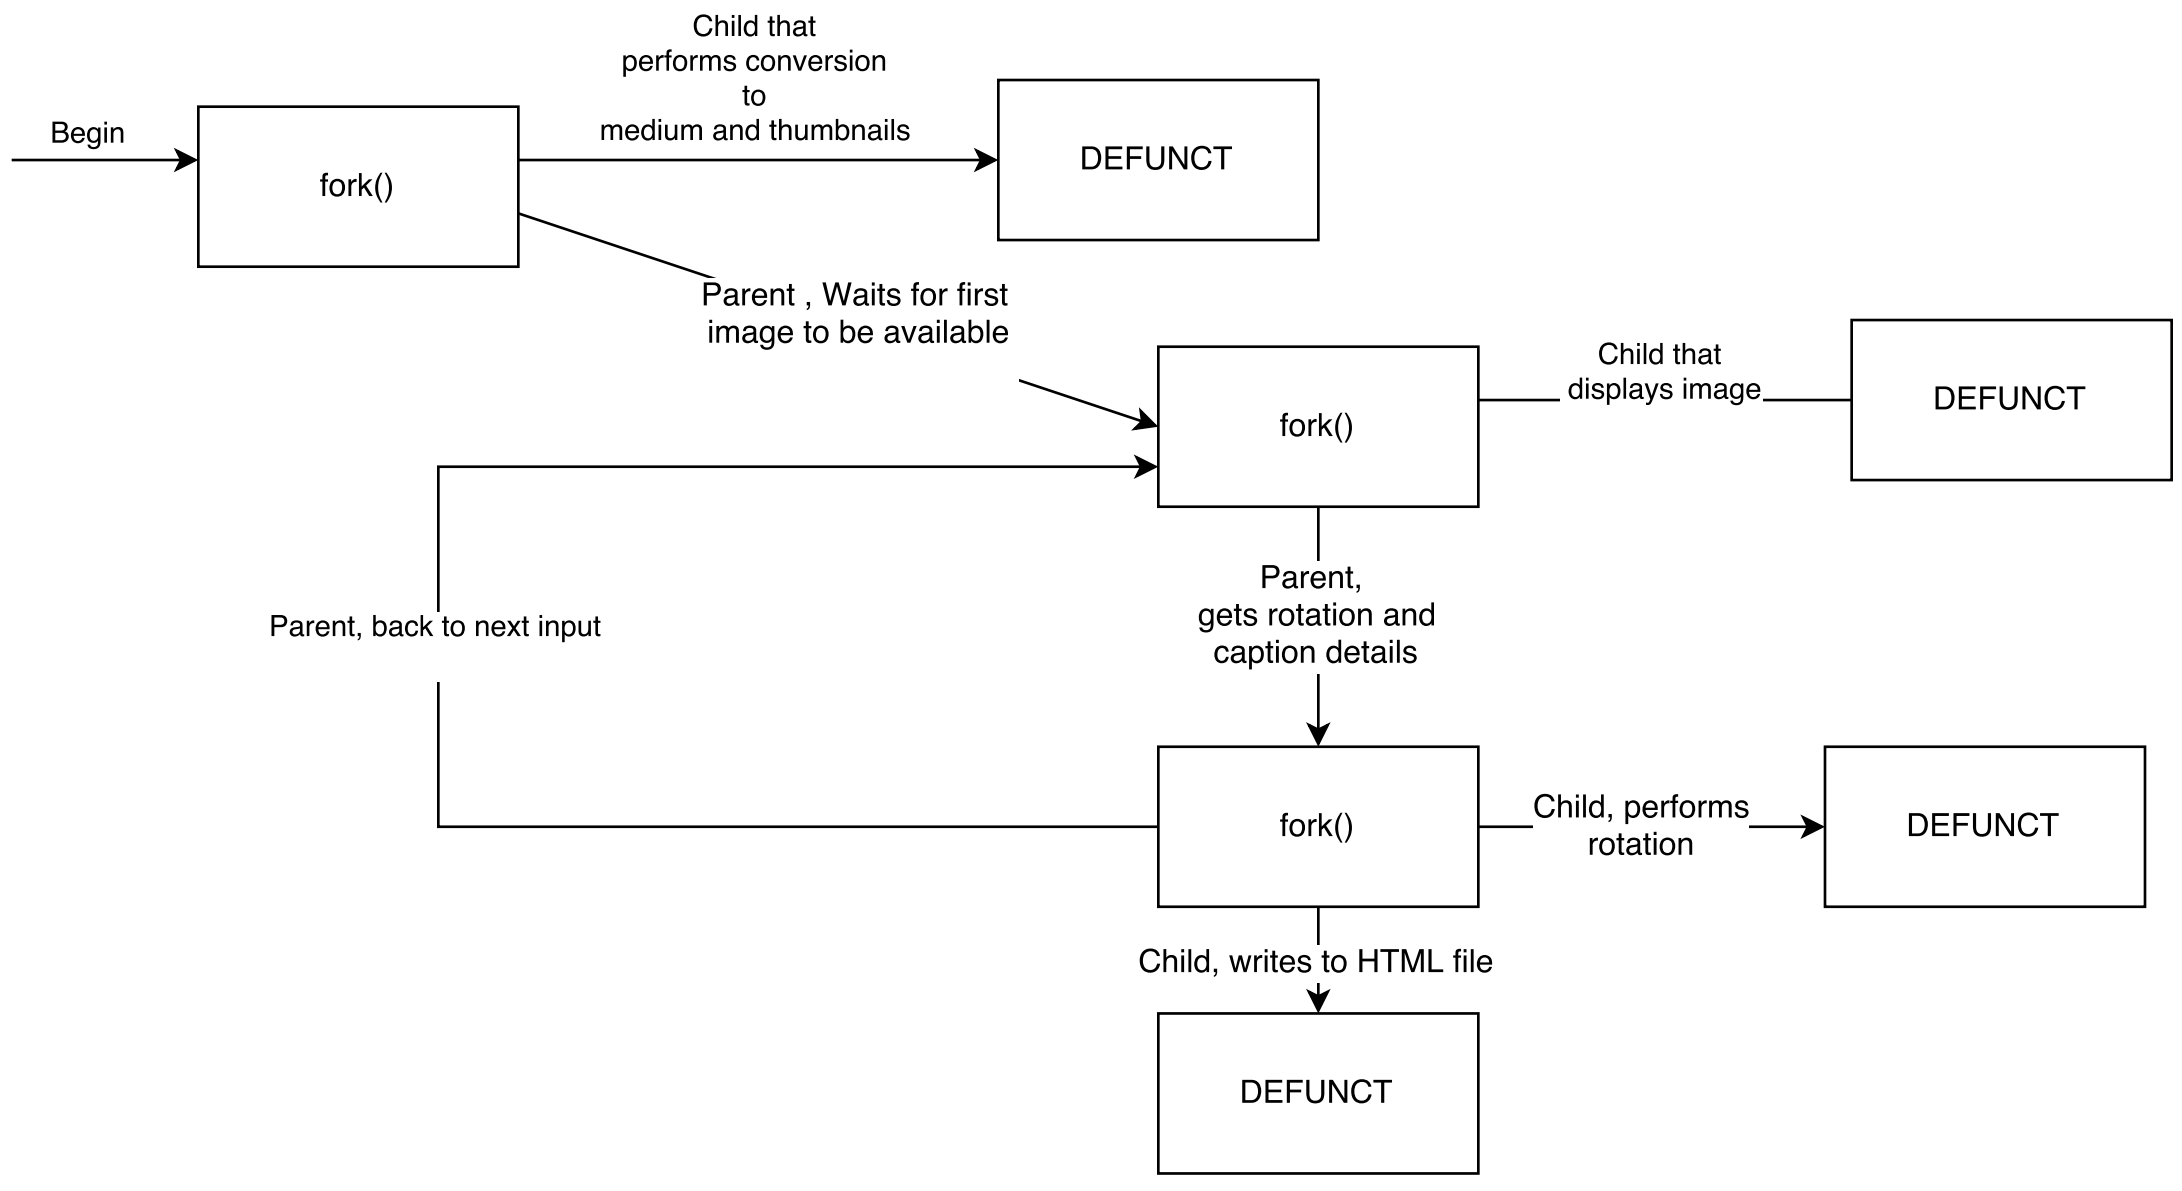 Child that
performs conversion
to
medium and thumbnails
Begin
fork()
DEFUNCT
Parent , Waits for first
image to be available
fork()
Child that
displays image
DEFUNCT
Parent,
gets rotation and
caption details
Parent, back to next input
fork()
Child, performs
rotation
DEFUNCT
Child, writes to HTML file
DEFUNCT